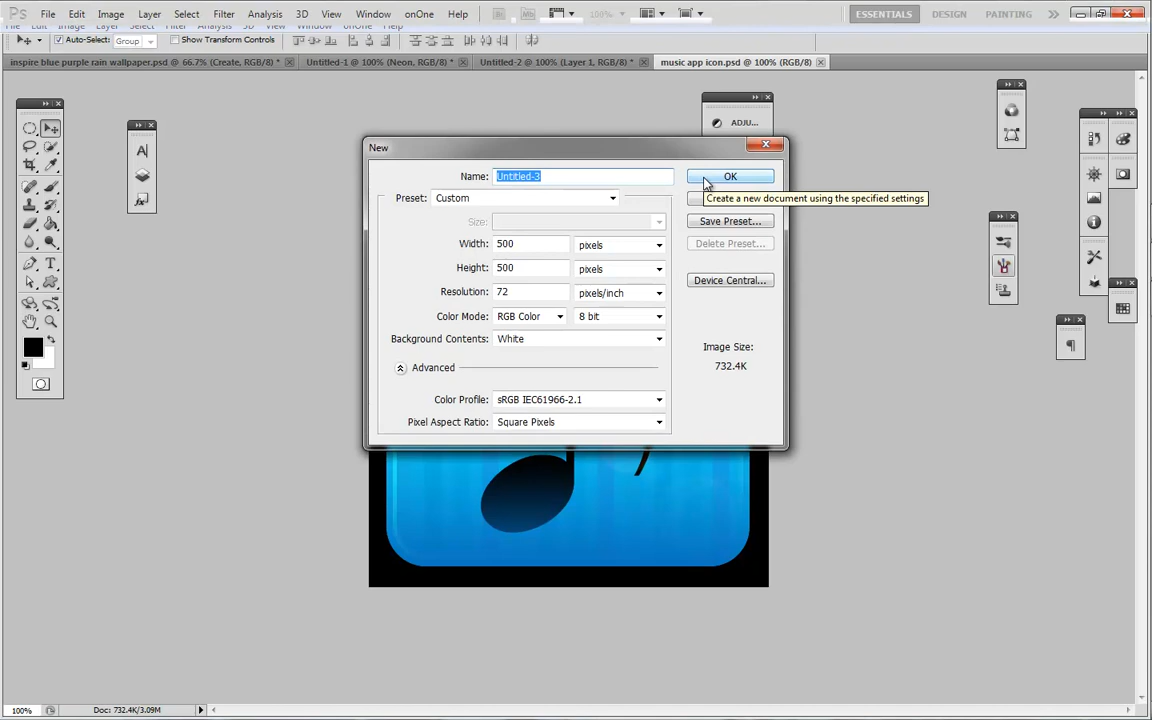 Ps File Edit Image Layer Select Filter Analysis 3D View Window onOne Help Br Mb 100% ESSENTIALS DESIGN PAINTING
Auto-Select: Group Show Transform Controls
inspire blue purple rain wallpaper.psd @ 66.7% (Create, RGB/8) * Untitled-1 @ 100% (Neon, RGB/8) * Untitled-2 @ 100% (Layer 1, RGB/8) * music app icon.psd @ 100% (RGB/8)
ADJU...
New
Name: Untitled-3 OK
Preset: Custom
Create a new document using the specified settings
Size:
Save Preset...
Width: 500 pixels
Delete Preset...
Height: 500 pixels
Device Central...
Resolution: 72 pixels/inch
Color Mode: RGB Color 8 bit
Background Contents: White
Image Size:
732.4K
Advanced
Color Profile: sRGB IEC61966-2.1
Pixel Aspect Ratio: Square Pixels
100% Doc: 732.4K/3.09M